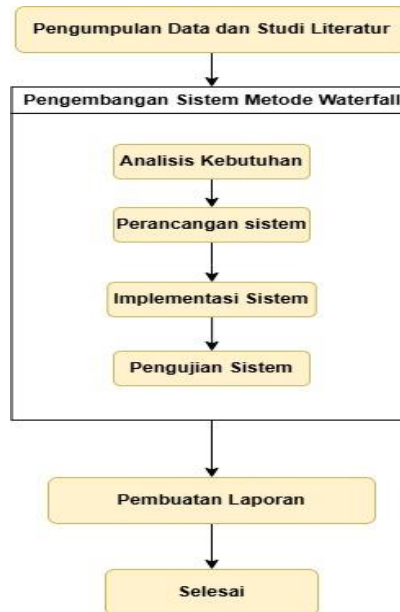 Pengumpulan Data dan Studi Literatur
Pengembangan Sistem Metode Waterfall
Analisis Kebutuhan
Perancangan sistem
Implementasi Sistem
Pengujian Sistem
Pembuatan Laporan
Selesai